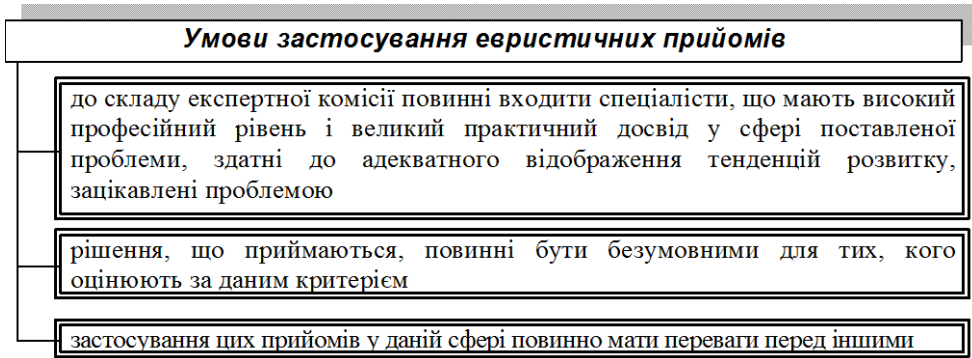 Умови застосування евристичних прийомів
до складу експертної комісії повинні входити спеціалісти, що мають високий
професійний рівень і великий практичний досвід у сфері поставленої
проблеми, здатні до адекватного відображення тенденцій розвитку,
зацікавлені проблемою
рішення, що приймаються, повинні бути безумовними для тих, кого
оцінюють за даним критерієм
застосування цих прийомів у даній сфері повинно мати переваги перед іншими